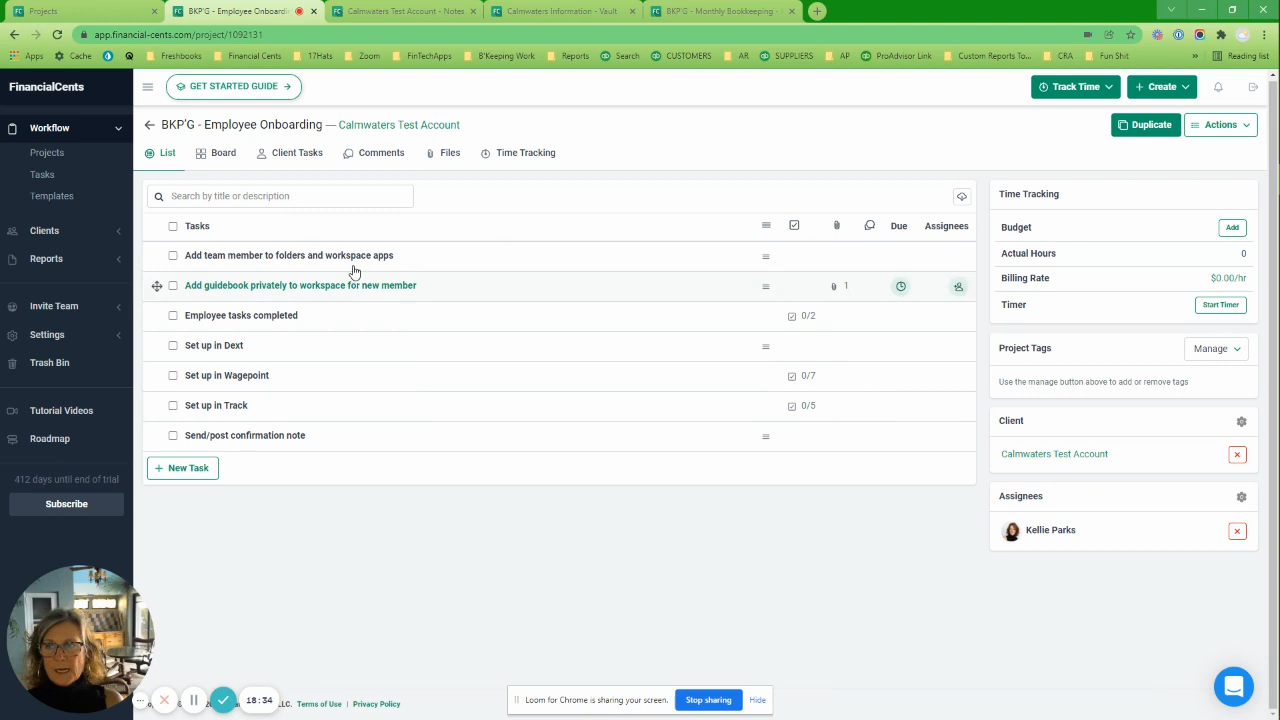 Projects
BKP'G - Employee Onboardin
Calmwaters Test Account - Notes
Calmwaters Information - Vault
BKP'G - Monthly Bookkeeping -
app.financial-cents.com/project/1092131
Apps Cache Freshbooks Financial Cents 17Hats Zoom FinTechApps B'Keeping Work Reports Search CUSTOMERS AR SUPPLIERS AP ProAdvisor Link Custom Reports To... CRA Fun Shit » Reading list
FinancialCents
GET STARTED GUIDE →
Track Time
+ Create
Workflow
Projects
Tasks
Templates
Clients
Reports
Invite Team
Settings
Trash Bin
Tutorial Videos
Roadmap
412 days until end of trial
Subscribe
BKP'G - Employee Onboarding — Calmwaters Test Account
Duplicate
Actions
List Board Client Tasks Comments Files Time Tracking
Search by title or description
Tasks Due Assignees
Add team member to folders and workspace apps
Add guidebook privately to workspace for new member 1
Employee tasks completed 0/2
Set up in Dext
Set up in Wagepoint 0/7
Set up in Track 0/5
Send/post confirmation note
+ New Task
Time Tracking
Budget Add
Actual Hours 0
Billing Rate $0.00/hr
Timer Start Timer
Project Tags Manage
Use the manage button above to add or remove tags
Client
Calmwaters Test Account
Assignees
Kellie Parks
18:34
LLC. Terms of Use | Privacy Policy
Loom for Chrome is sharing your screen. Stop sharing Hide